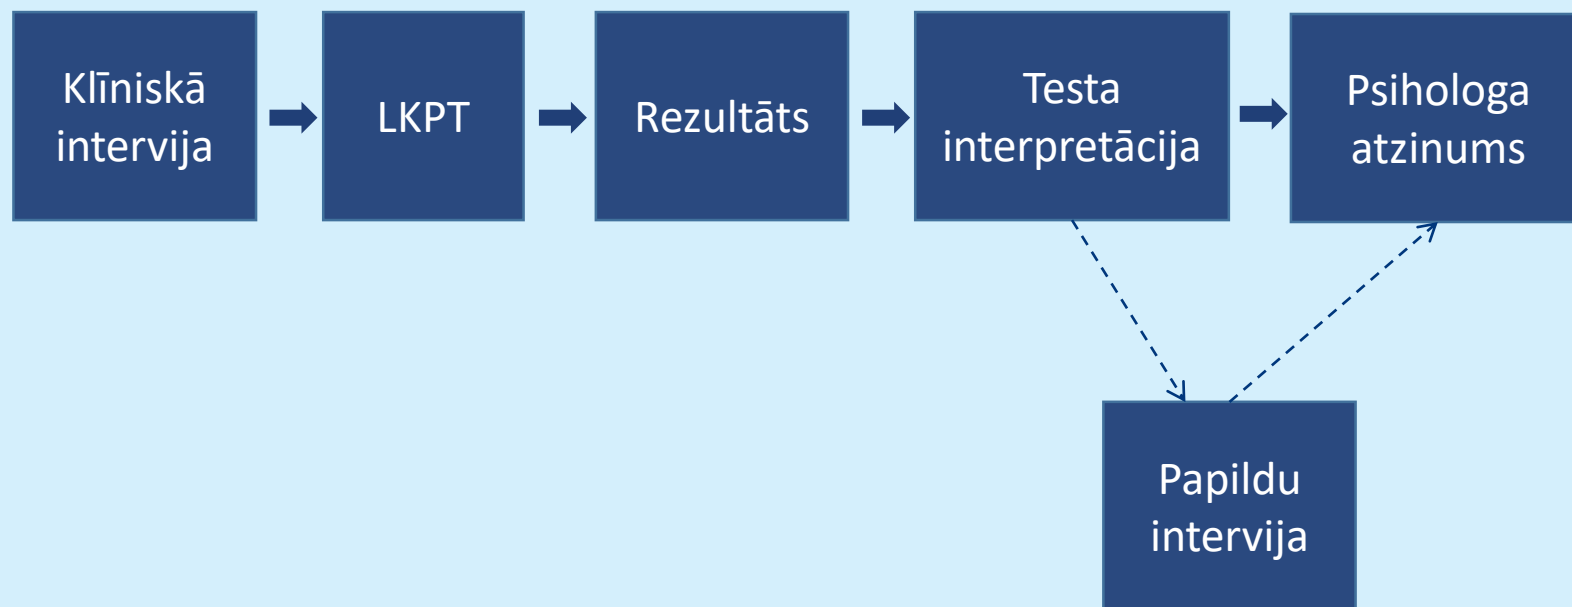 Klīniskā
intervija
LKPT
Rezultāts
Testa
interpretācija
Psihologa
atzinums
Papildu
intervija